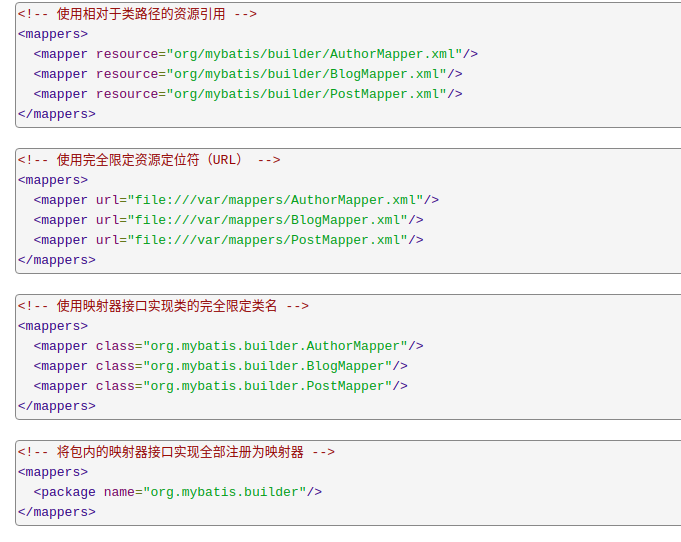 <!-- 使用相对于类路径的资源引用 -->
<mappers>
  <mapper resource="org/mybatis/builder/AuthorMapper.xml"/>
  <mapper resource="org/mybatis/builder/BlogMapper.xml"/>
  <mapper resource="org/mybatis/builder/PostMapper.xml"/>
</mappers>
<!-- 使用完全限定资源定位符（URL） -->
<mappers>
  <mapper url="file:///var/mappers/AuthorMapper.xml"/>
  <mapper url="file:///var/mappers/BlogMapper.xml"/>
  <mapper url="file:///var/mappers/PostMapper.xml"/>
</mappers>
<!-- 使用映射器接口实现类的完全限定类名 -->
<mappers>
  <mapper class="org.mybatis.builder.AuthorMapper"/>
  <mapper class="org.mybatis.builder.BlogMapper"/>
  <mapper class="org.mybatis.builder.PostMapper"/>
</mappers>
<!-- 将包内的映射器接口实现全部注册为映射器 -->
<mappers>
  <package name="org.mybatis.builder"/>
</mappers>